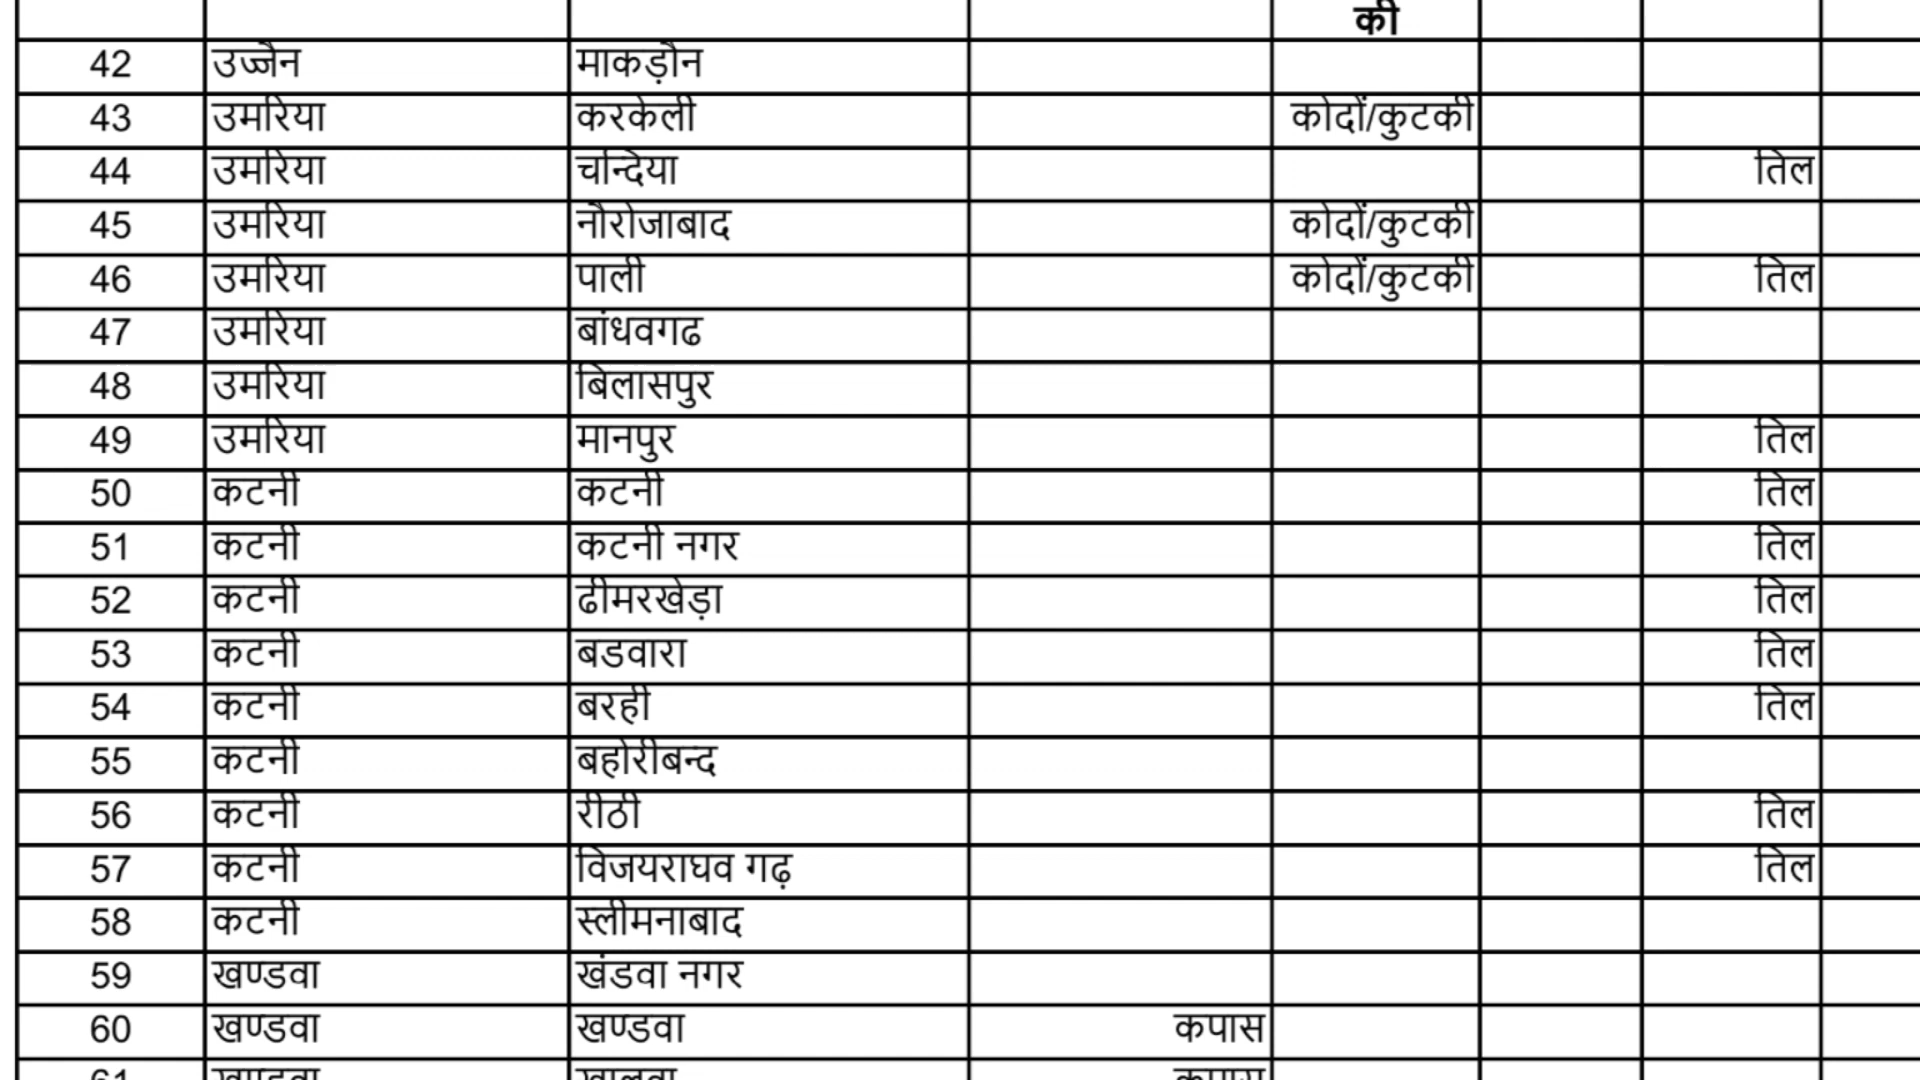 की
42 उज्जैन माकड़ौन
43 उमरिया करकेली कोदों/कुटकी
44 उमरिया चन्दिया तिल
45 उमरिया नौरोजाबाद कोदों/कुटकी
46 उमरिया पाली कोदों/कुटकी तिल
47 उमरिया बांधवगढ
48 उमरिया बिलासपुर
49 उमरिया मानपुर तिल
50 कटनी कटनी तिल
51 कटनी कटनी नगर तिल
52 कटनी ढीमरखेड़ा तिल
53 कटनी बडवारा तिल
54 कटनी बरही तिल
55 कटनी बहोरीबन्द
56 कटनी रीठी तिल
57 कटनी विजयराघव गढ़ तिल
58 कटनी स्लीमनाबाद
59 खण्डवा खंडवा नगर
60 खण्डवा खण्डवा कपास
61 खण्डवा खालवा कपास